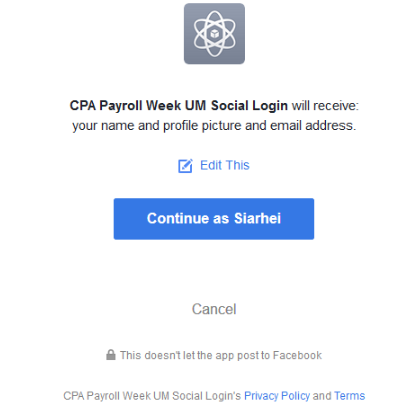 CPA Payroll Week UM Social Login will receive:
your name and profile picture and email address.
Edit This
Continue as Siarhei
Cancel
This doesn't let the app post to Facebook
CPA Payroll Week UM Social Login's Privacy Policy and Terms